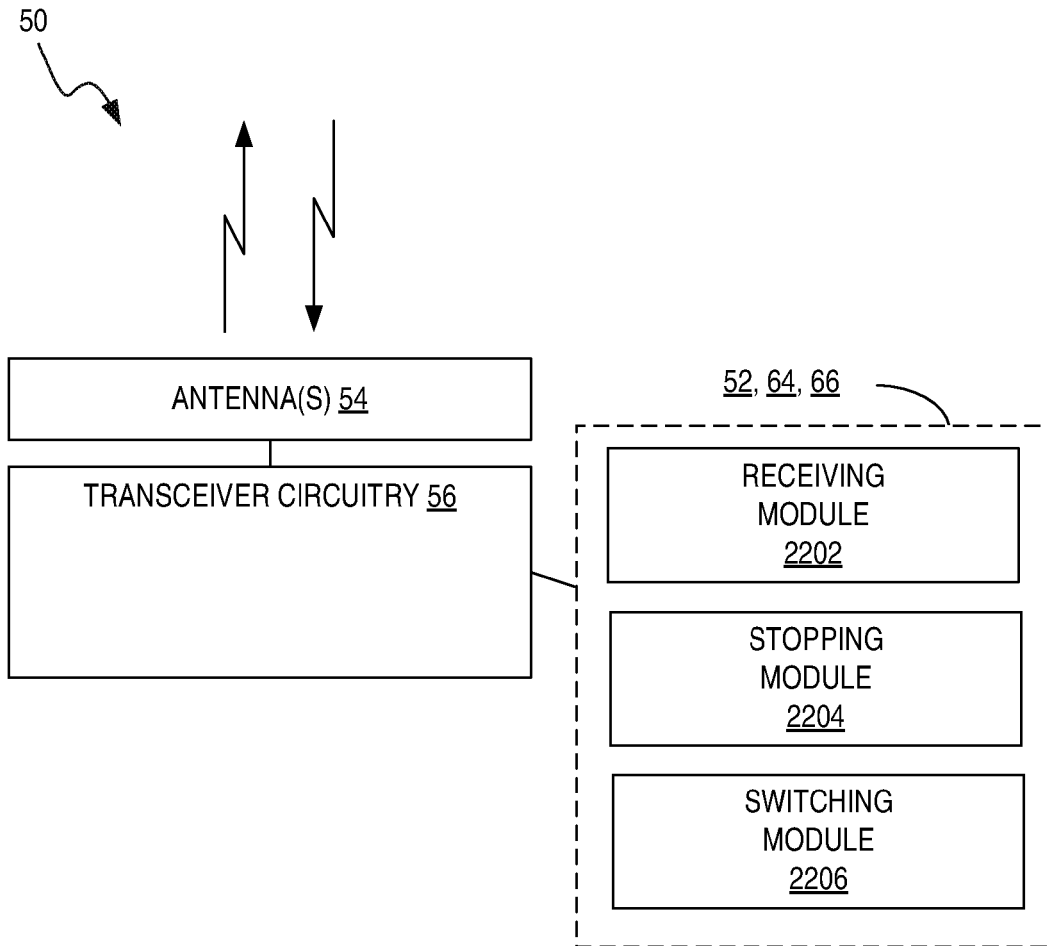 50
ANTENNA(S) 54
52, 64, 66
TRANSCEIVER CIRCUITRY 56
RECEIVING
MODULE
2202
STOPPING
MODULE
2204
SWITCHING
MODULE
2206